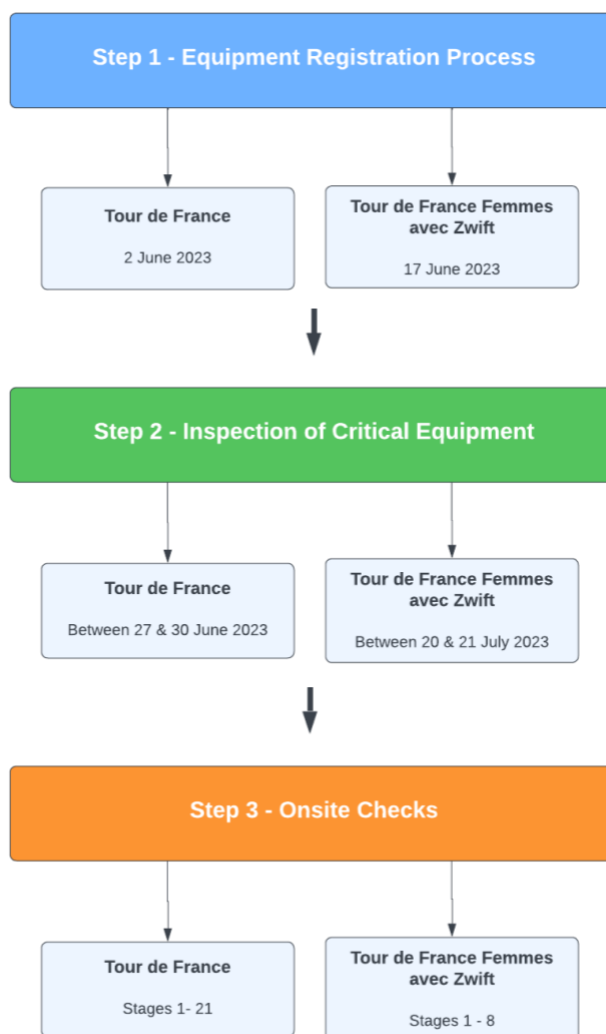 Step 1 - Equipment Registration Process
Tour de France
2 June 2023
Tour de France Femmes
avec Zwift
17 June 2023
Step 2 - Inspection of Critical Equipment
Tour de France
Between 27 & 30 June 2023
Tour de France Femmes
avec Zwift
Between 20 & 21 July 2023
Step 3 - Onsite Checks
Tour de France
Stages 1- 21
Tour de France Femmes
avec Zwift
Stages 1 - 8